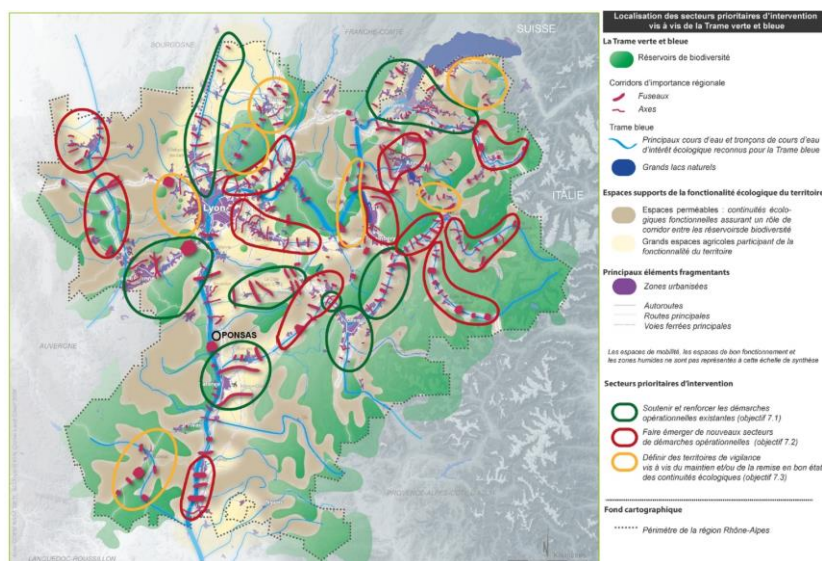 BOURGOGNE
FRANCHE-COMTÉ
SUISSE
ITALIE
Lyon
PONSAS
AUVERGNE
LANGUEDOC-ROUSSILLON
Localisation des secteurs prioritaires d'intervention
vis à vis de la Trame verte et bleue
La Trame verte et bleue
Réservoirs de biodiversité
Corridors d'importance régionale
Fuseaux
Axes
Trame bleue
Principaux cours d'eau et tronçons de cours d'eau
d'intérêt écologique reconnus pour la Trame bleue
Grands lacs naturels
Espaces supports de la fonctionalité écologique du territoire
Espaces perméables : continuités écolo-
giques fonctionnelles assurant un rôle de
corridor entre les réservoirsde biodiversité
Grands espaces agricoles participant de la
fonctionalité du territoire
Principaux éléments fragmentants
Zones urbanisées
Autoroutes
Routes principales
Voies ferrées principales
Les espaces de mobilité, les espaces de bon fonctionnement et
les zones humides ne sont pas représentés à cette échelle de synthèse
Secteurs prioritaires d'intervention
Soutenir et renforcer les démarches
opérationnelles existantes (objectif 7.1)
Faire émerger de nouveaux secteurs
de démarches opérationnelles (objectif 7.2)
Définir des territoires de vigilance
vis à vis du maintien et/ou de la remise en bon état
des continuités écologiques (objectif 7.3)
Fond cartographique
Périmètre de la région Rhône-Alpes